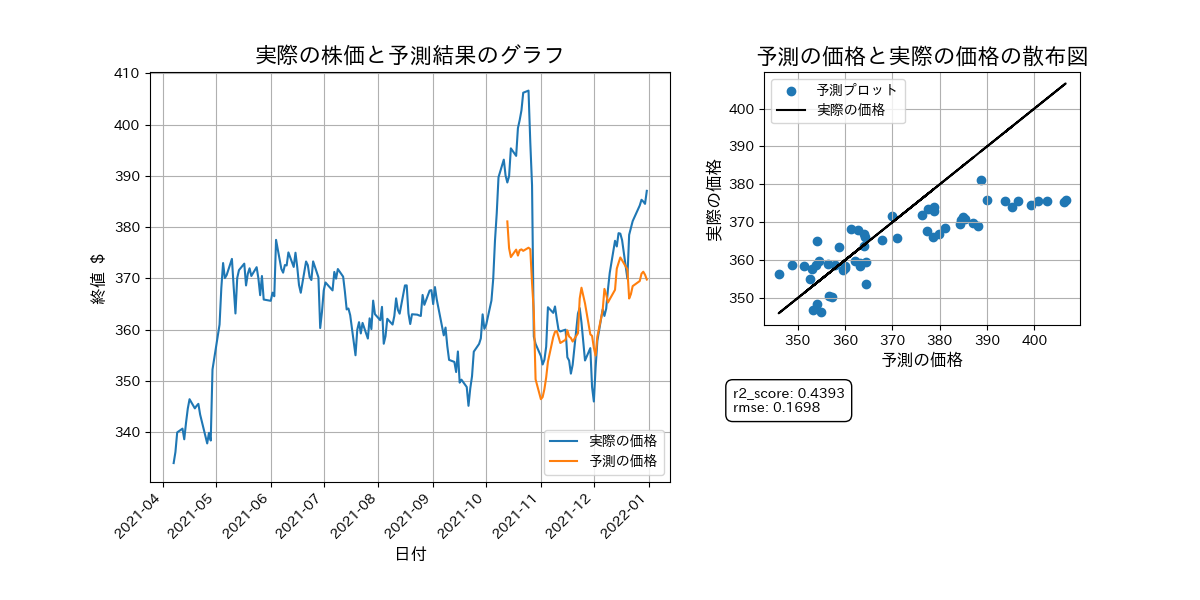 実際の株価と予測結果のグラフ
終値 $
410
400
390
380
370
360
350
340
2021-04
2021-05
2021-06
2021-07
2021-08
2021-09
2021-10
2021-11
2021-12
2022-01
日付
実際の価格
予測の価格
予測の価格と実際の価格の散布図
実際の価格
400
390
380
370
360
350
350
360
370
380
390
400
予測の価格
予測プロット
実際の価格
r2_score: 0.4393
rmse: 0.1698